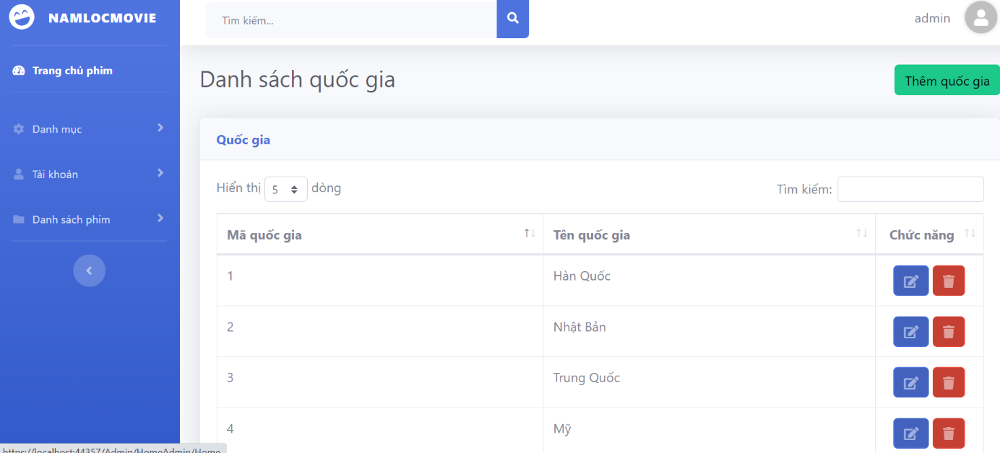 NAMLOCMOVIE
Tìm kiếm...
admin
Trang chủ phim
Danh mục
Tài khoản
Danh sách phim
Danh sách quốc gia
Thêm quốc gia
Quốc gia
Hiển thị 5 dòng
Tìm kiếm:
Mã quốc gia Tên quốc gia Chức năng
1 Hàn Quốc
2 Nhật Bản
3 Trung Quốc
4 Mỹ
https://localhost:44357/Admin/HomeAdmin/Home